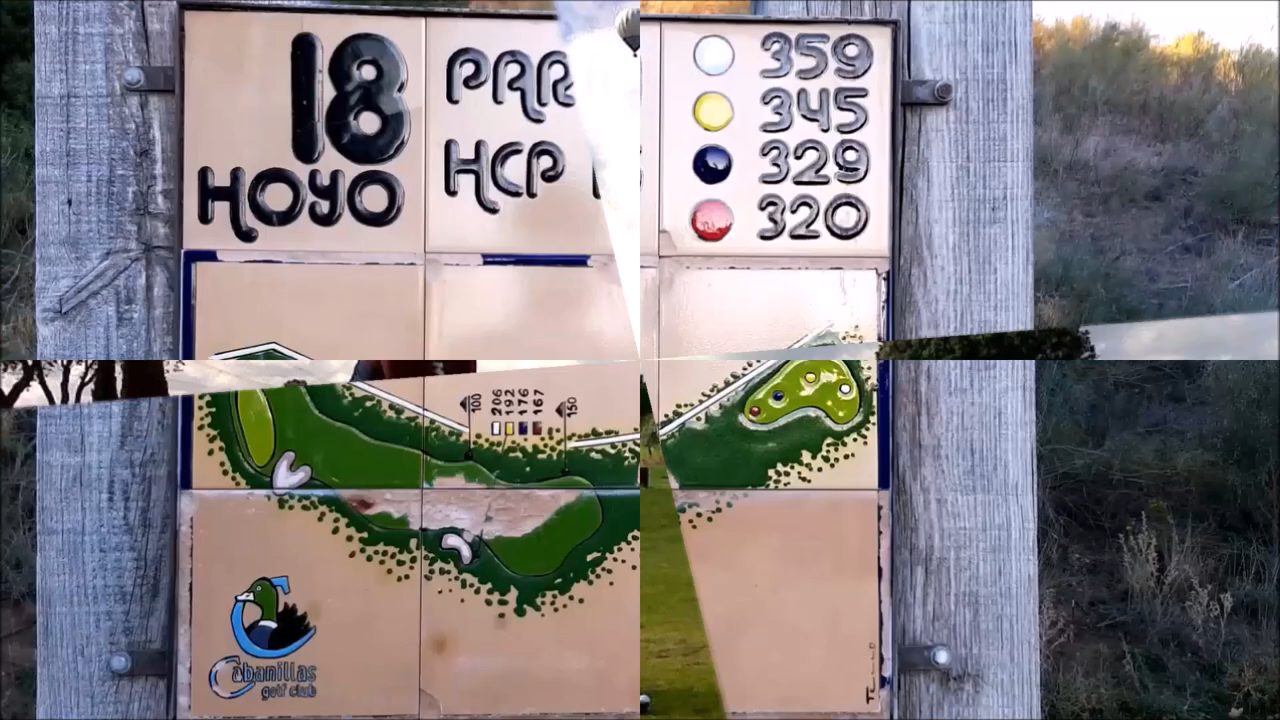 18
HOYO
PAR
HCP
359
345
329
320
100
206
192
176
167
150
Cabanillas
golf club